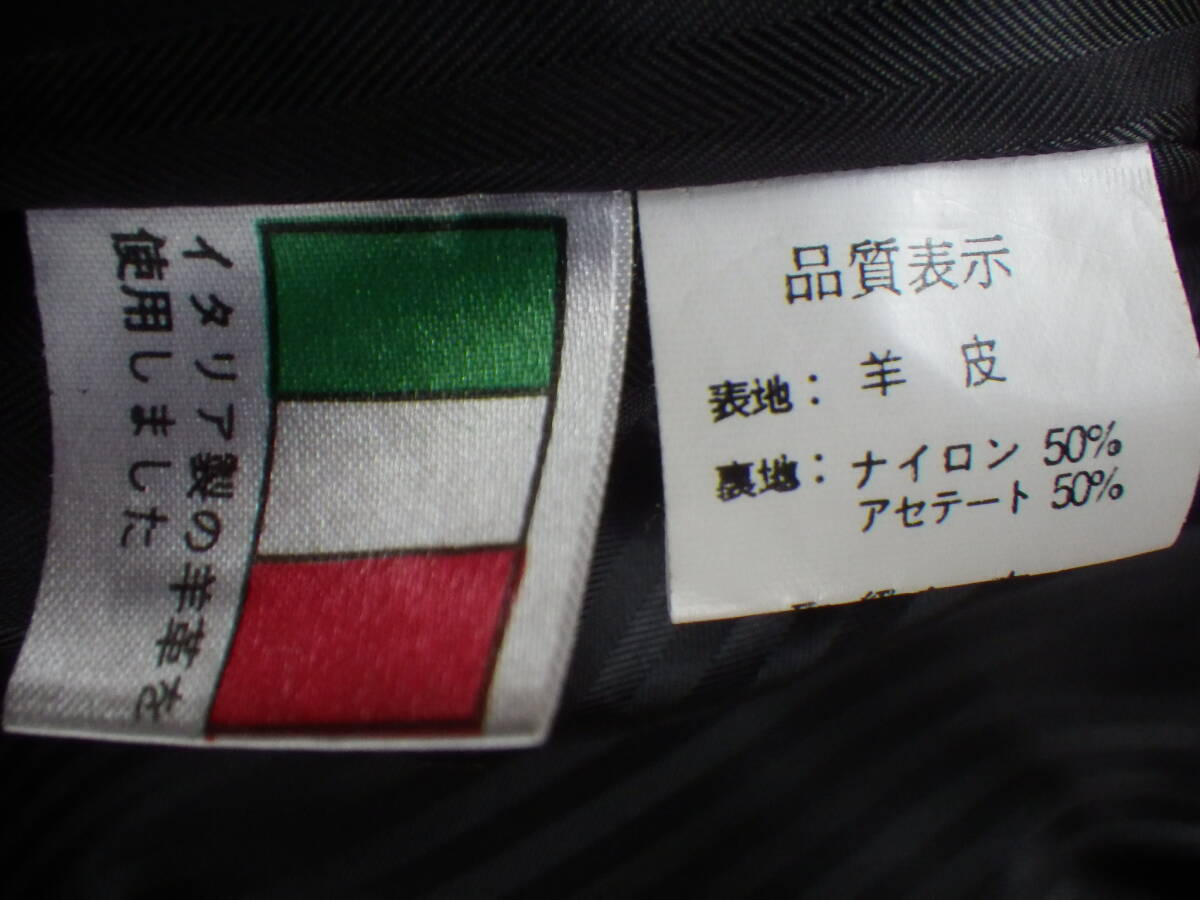 イタリア製の羊革を
使用しました
品質表示
表地： 羊 皮
裏地： ナイロン 50%
アセテート 50%